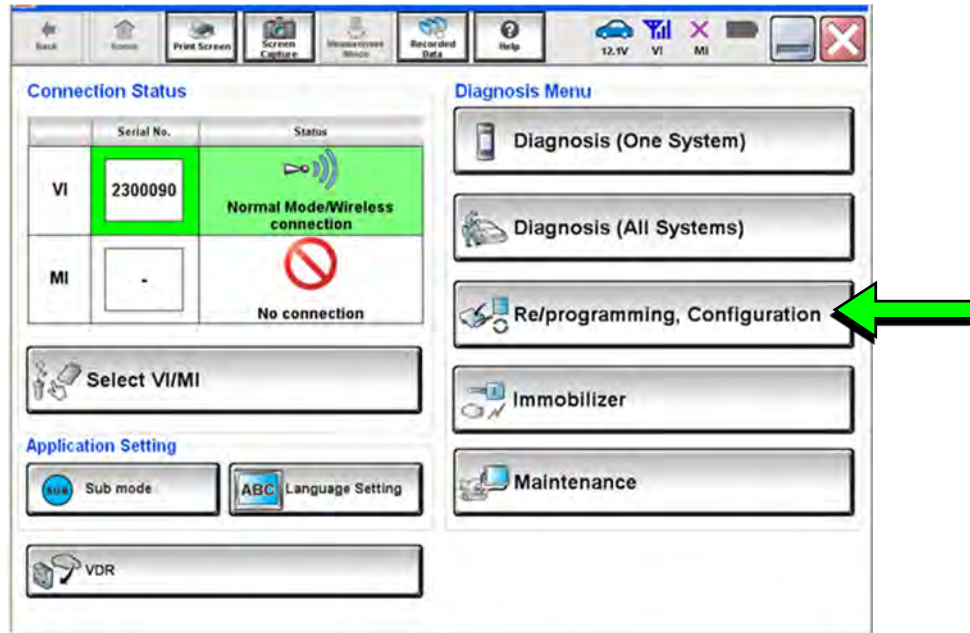 Back
Home
Print Screen
Screen
Capture
Measurement
Mode
Recorded
Data
Help
12.1V
VI
MI
Connection Status
Serial No.
Status
VI
2300090
Normal Mode/Wireless
connection
MI
-
No connection
Select VI/MI
Application Setting
SUB
Sub mode
ABC
Language Setting
VDR
Diagnosis Menu
Diagnosis (One System)
Diagnosis (All Systems)
Re/programming, Configuration
Immobilizer
Maintenance